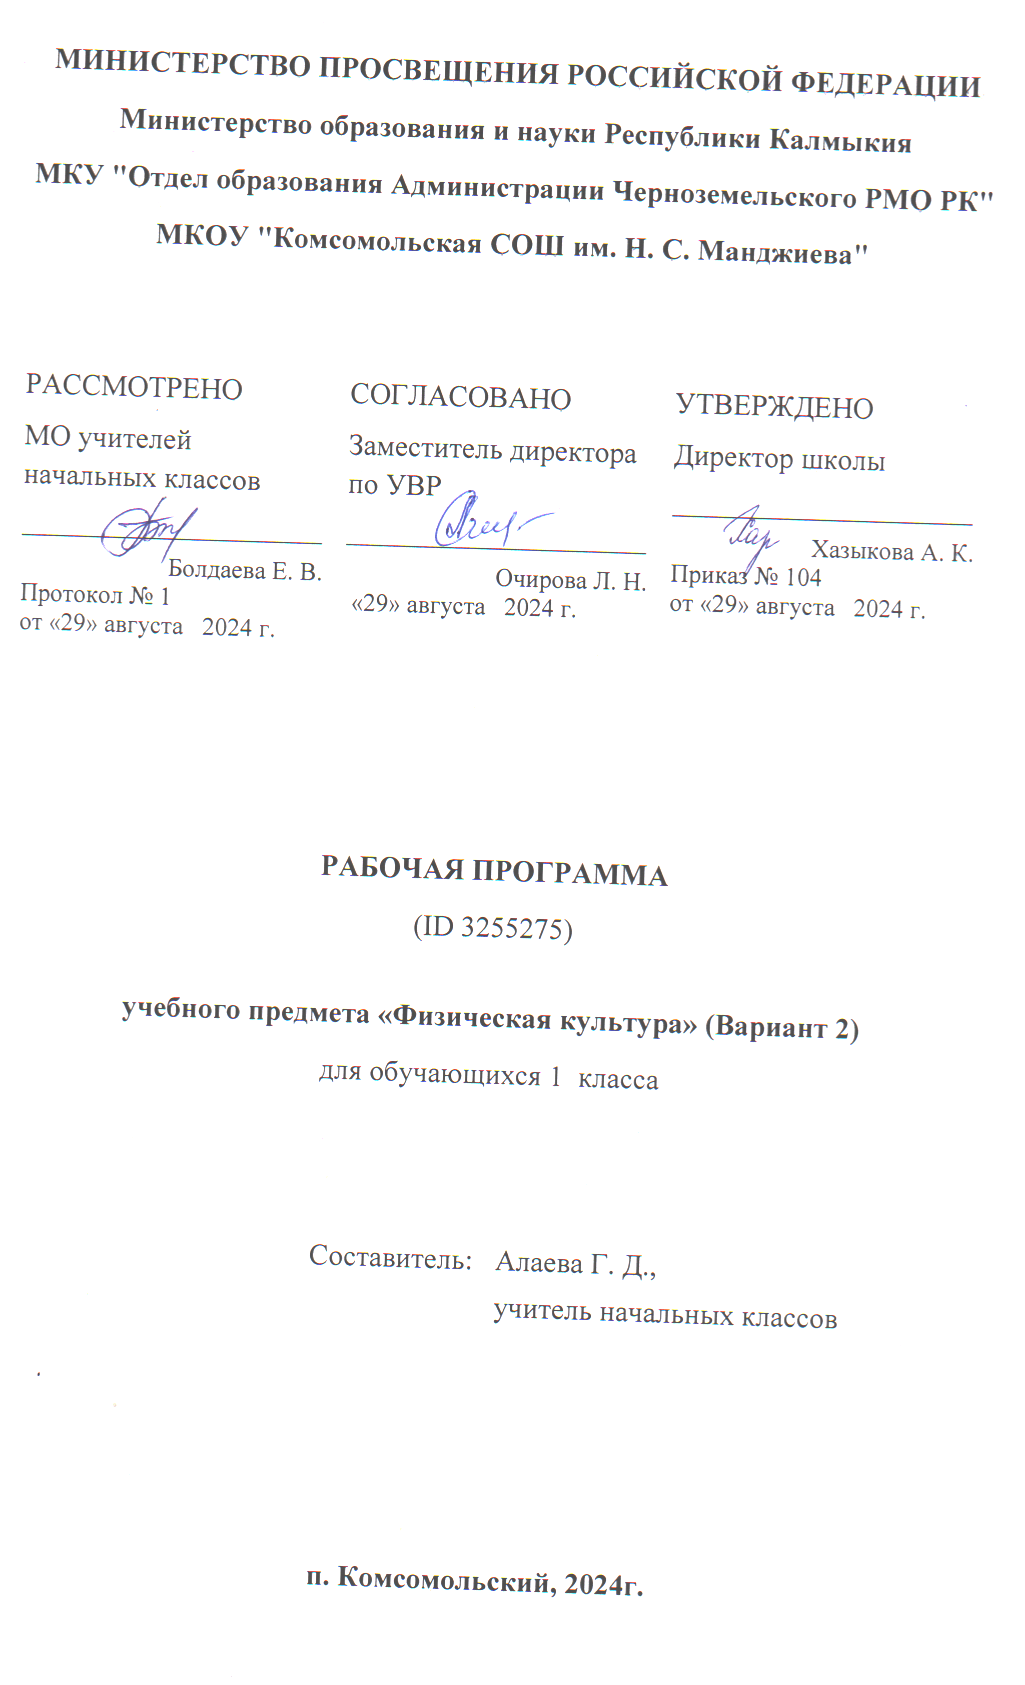 МИНИСТЕРСТВО ПРОСВЕЩЕНИЯ РОССИЙСКОЙ ФЕДЕРАЦИИ
Министерство образования и науки Республики Калмыкия
МКУ "Отдел образования Администрации Черноземельского РМО РК"
МКОУ "Комсомольская СОШ им. Н. С. Манджиева"
РАССМОТРЕНО
МО учителей
начальных классов
Болдаева Е. В.
Протокол № 1
от «29» августа 2024 г.
СОГЛАСОВАНО
Заместитель директора
по УВР
Очирова Л. Н.
«29» августа 2024 г.
УТВЕРЖДЕНО
Директор школы
Хазыкова А. К.
Приказ № 104
от «29» августа 2024 г.
РАБОЧАЯ ПРОГРАММА
(ID 3255275)
учебного предмета «Физическая культура» (Вариант 2)
для обучающихся 1 класса
Составитель: Алаева Г. Д.,
учитель начальных классов
п. Комсомольский, 2024г.